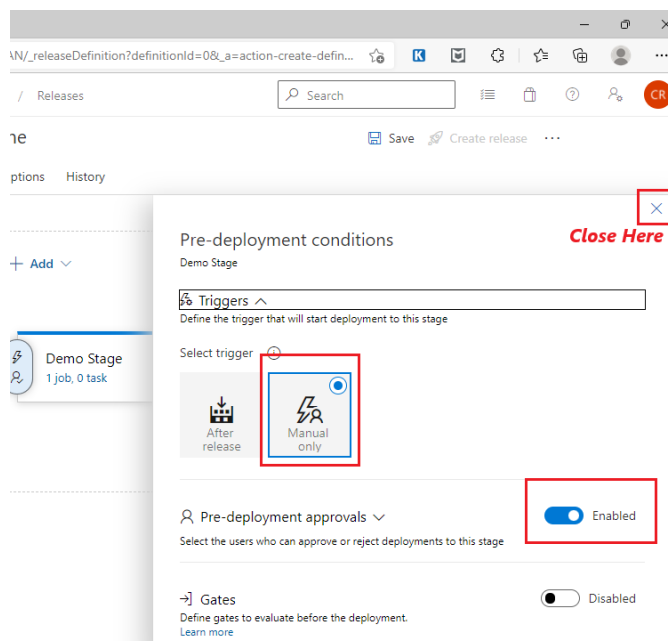 AN/_releaseDefinition?definitionId=0&_a=action-create-defin...
/ Releases
Search
CR
ne
Save
Create release
ptions
History
Close Here
Pre-deployment conditions
Demo Stage
Add
Triggers
Define the trigger that will start deployment to this stage
Select trigger
Demo Stage
1 job, 0 task
After
release
Manual
only
Pre-deployment approvals
Enabled
Select the users who can approve or reject deployments to this stage
Gates
Disabled
Define gates to evaluate before the deployment.
Learn more